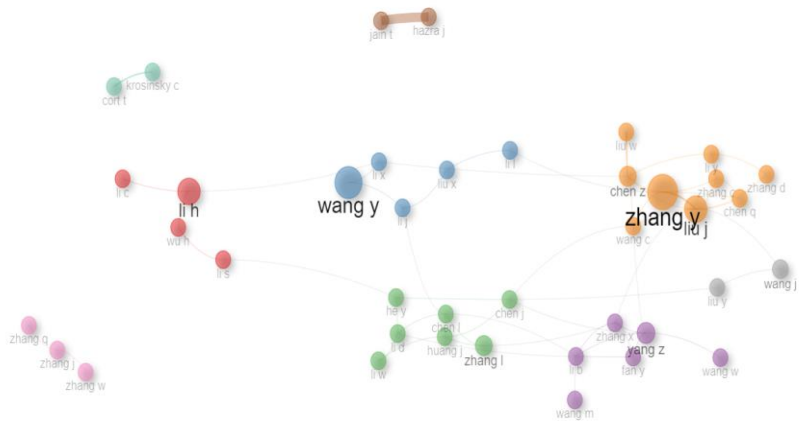 jain t
hazra j
krosinsky c
cort t
liu w
li x
liu x
li y
li c
chen z
zhang d
wang y
li h
li j
zhang y
chen q
liu j
wu h
wang c
li s
wang j
he y
chen j
liu y
chen l
zhang x
zhang q
li d
huang j
yang z
zhang j
zhang l
li w
li b
fan y
wang w
zhang w
wang m